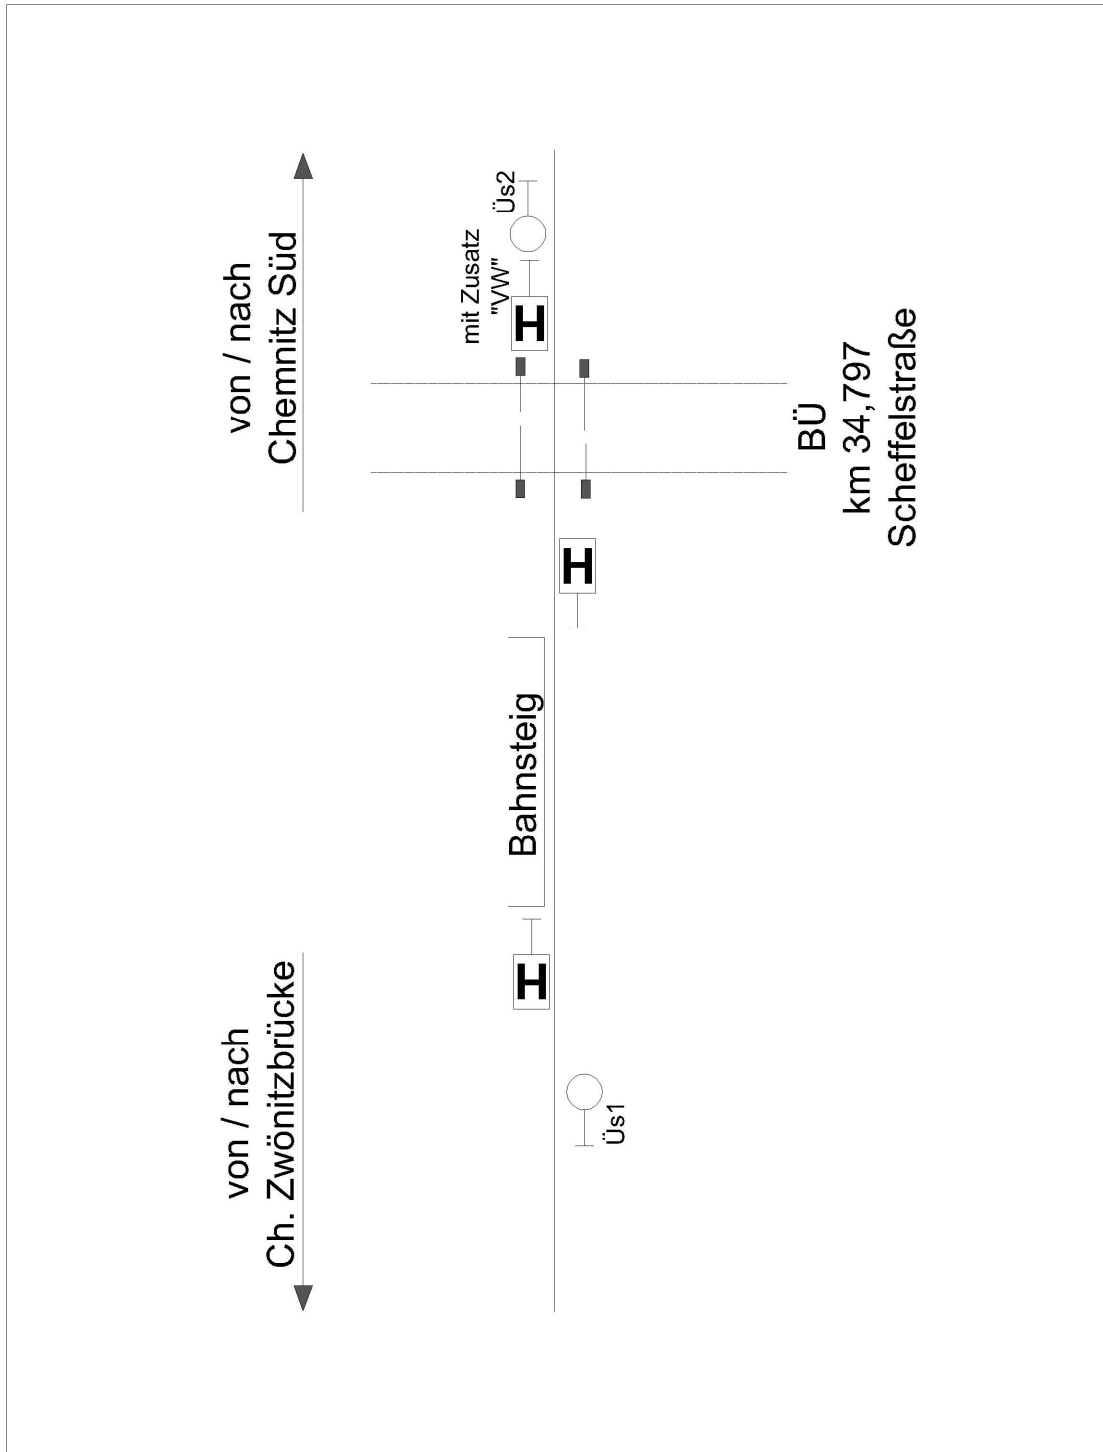 von / nach
Ch. Zwönitzbrücke
von / nach
Chemnitz Süd
mit Zusatz
"VW"
Üs2
H
H
Bahnsteig
H
Üs1
BÜ
km 34,797
Scheffelstraße